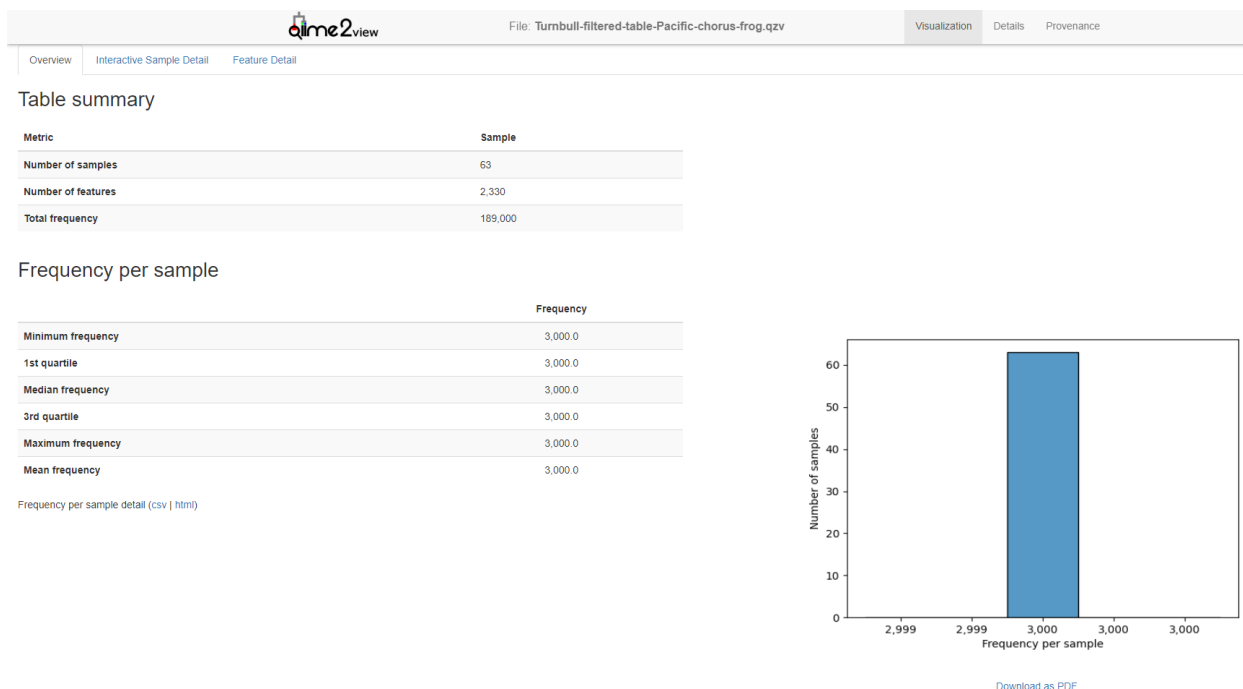 qiime2view File: Turnbull-filtered-table-Pacific-chorus-frog.qzv Visualization Details Provenance
Overview Interactive Sample Detail Feature Detail
Table summary
Metric Sample
Number of samples 63
Number of features 2,330
Total frequency 189,000
Frequency per sample
Frequency
Minimum frequency 3,000.0
1st quartile 3,000.0
Median frequency 3,000.0
3rd quartile 3,000.0
Maximum frequency 3,000.0
Mean frequency 3,000.0
Frequency per sample detail (csv | html)
Number of samples
60
50
40
30
20
10
0
2,999 2,999 3,000 3,000 3,000
Frequency per sample
Download as PDF